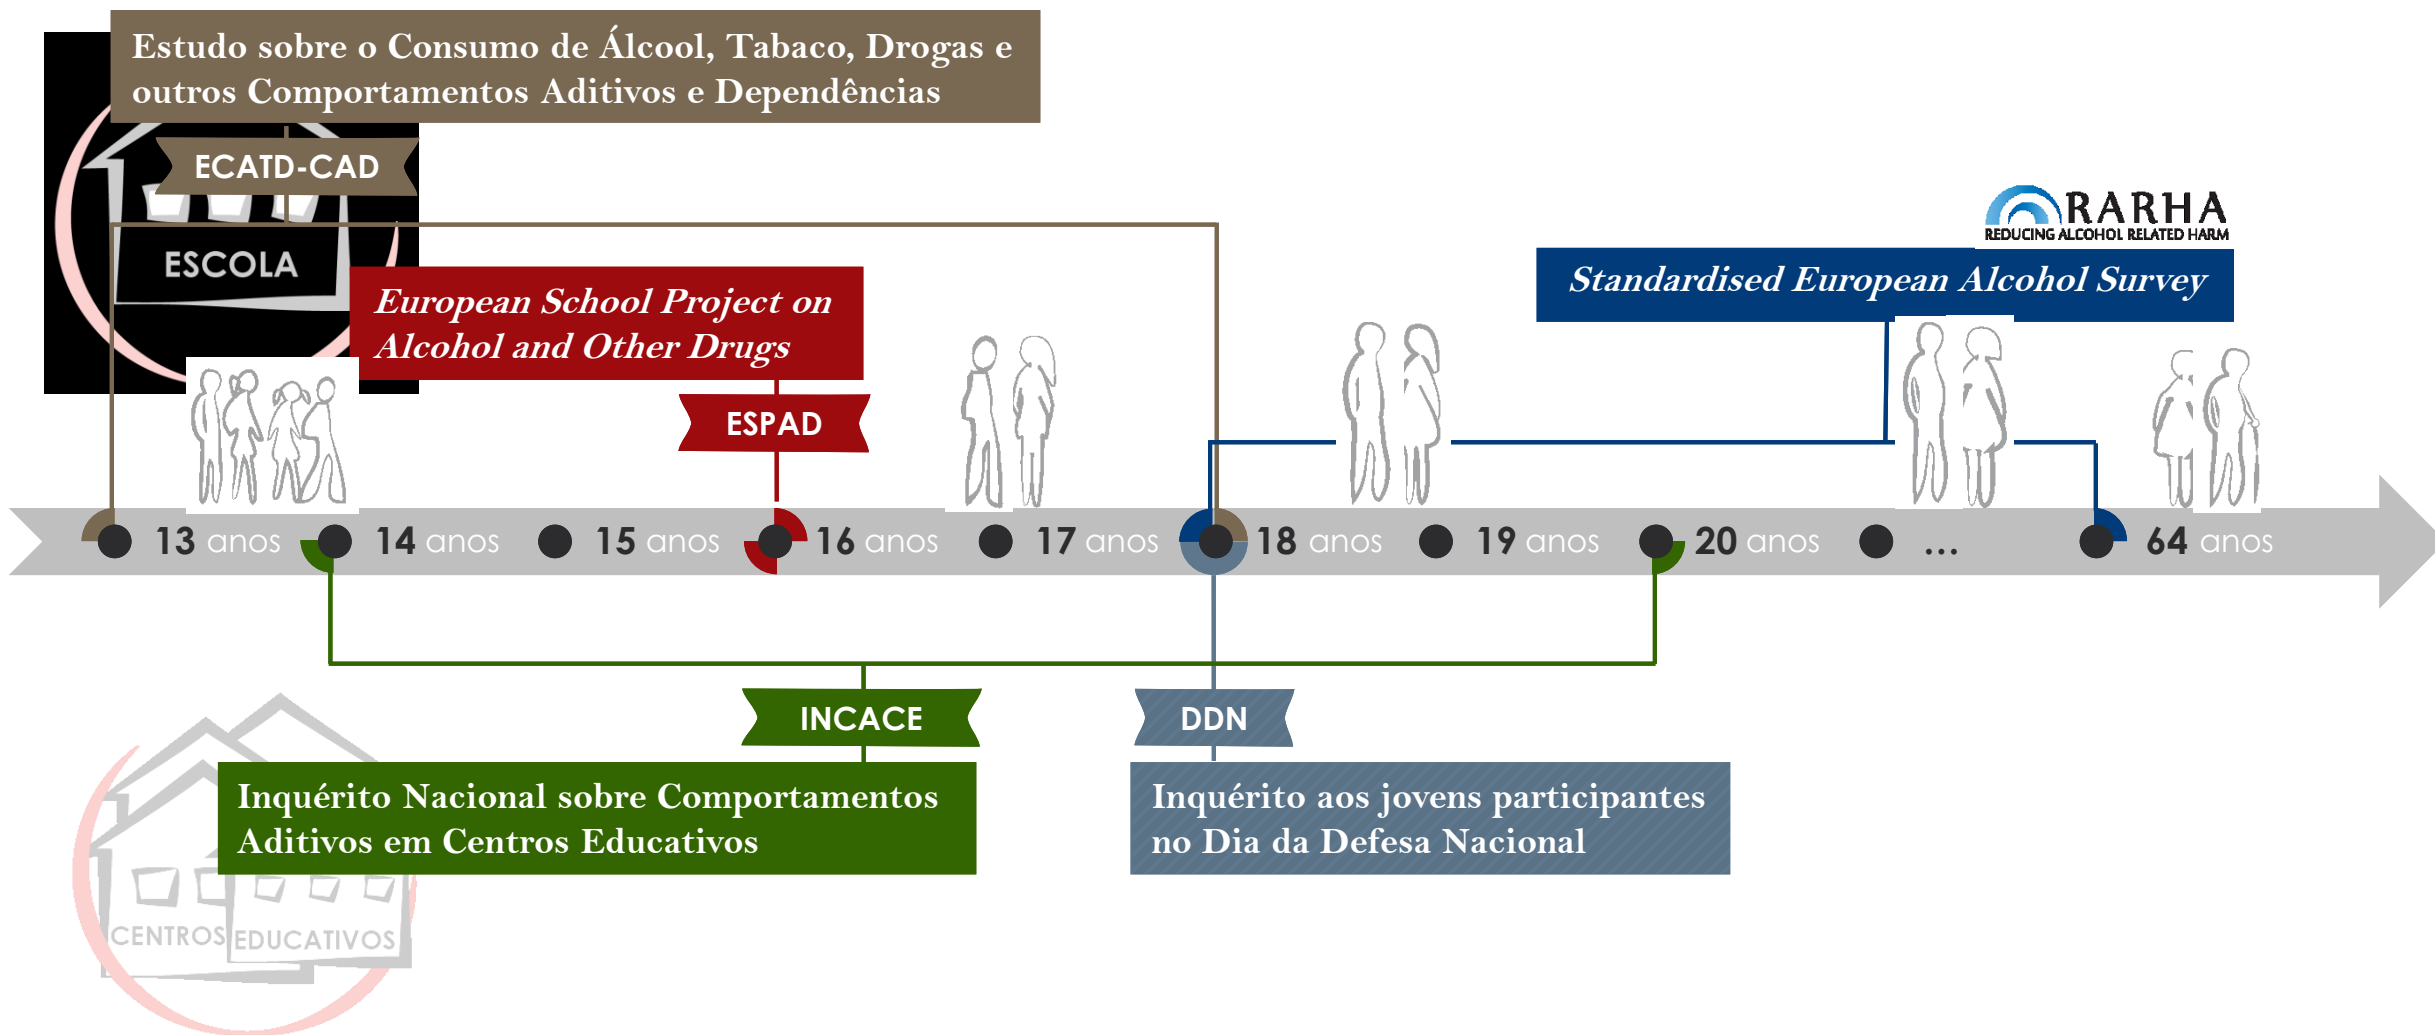 Estudo sobre o Consumo de Álcool, Tabaco, Drogas e
outros Comportamentos Aditivos e Dependências
ECATD-CAD
ESCOLA
RARHA
REDUCING ALCOHOL RELATED HARM
Standardised European Alcohol Survey
European School Project on
Alcohol and Other Drugs
ESPAD
13 anos
14 anos
15 anos
16 anos
17 anos
18 anos
19 anos
20 anos
...
64 anos
INCACE
DDN
Inquérito Nacional sobre Comportamentos
Aditivos em Centros Educativos
Inquérito aos jovens participantes
no Dia da Defesa Nacional
CENTROS EDUCATIVOS